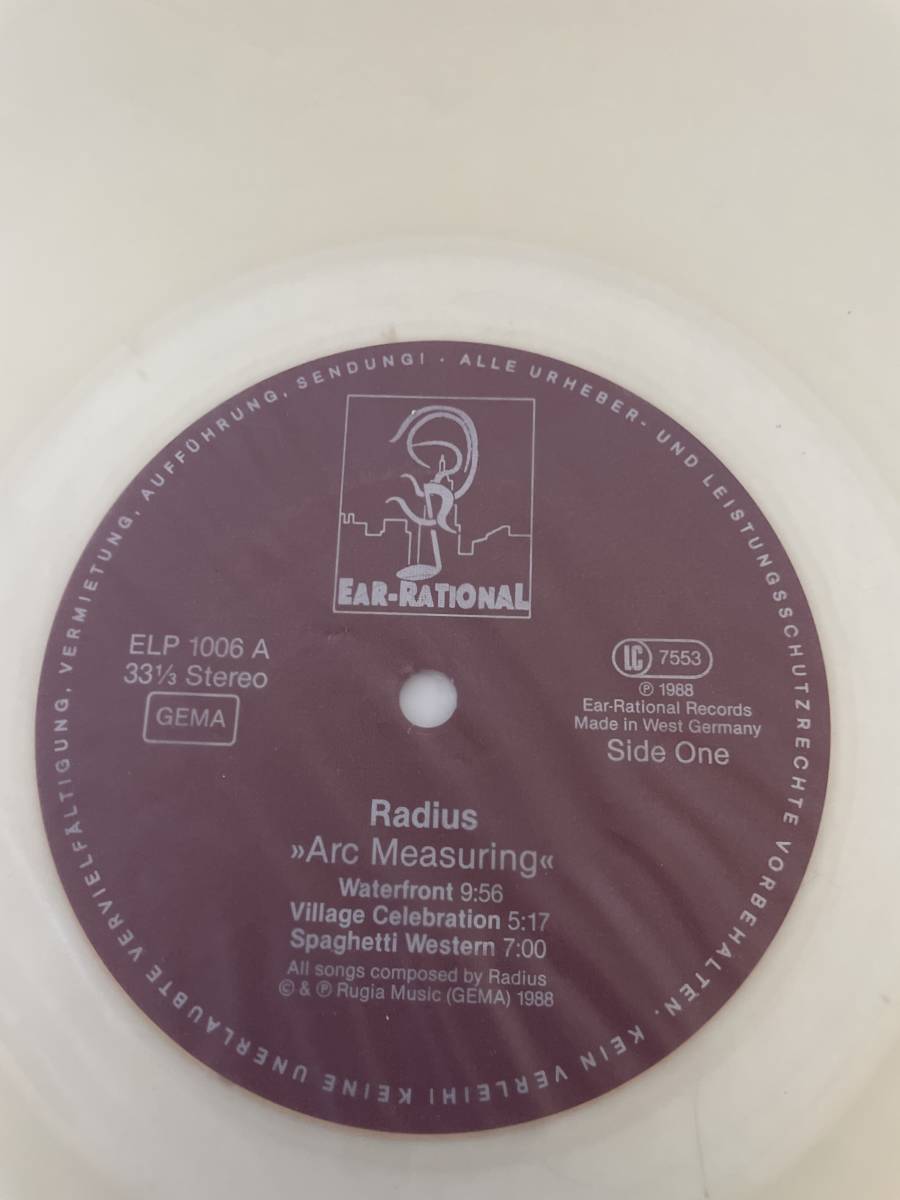 ALLE URHEBER- UND LEISTUNGSSCHUTZRECHTE VORBEHALTEN. KEIN VERLEIH! KEINE UNERLAUBTE VERVIELFÄLTIGUNG, VERMIETUNG, AUFFÜHRUNG, SENDUNG! ·
EAR-RATIONAL
ELP 1006 A
33⅓ Stereo
GEMA
LC 7553
℗ 1988
Ear-Rational Records
Made in West Germany
Side One
Radius
»Arc Measuring«
Waterfront 9:56
Village Celebration 5:17
Spaghetti Western 7:00
All songs composed by Radius
© & ℗ Rugia Music (GEMA) 1988